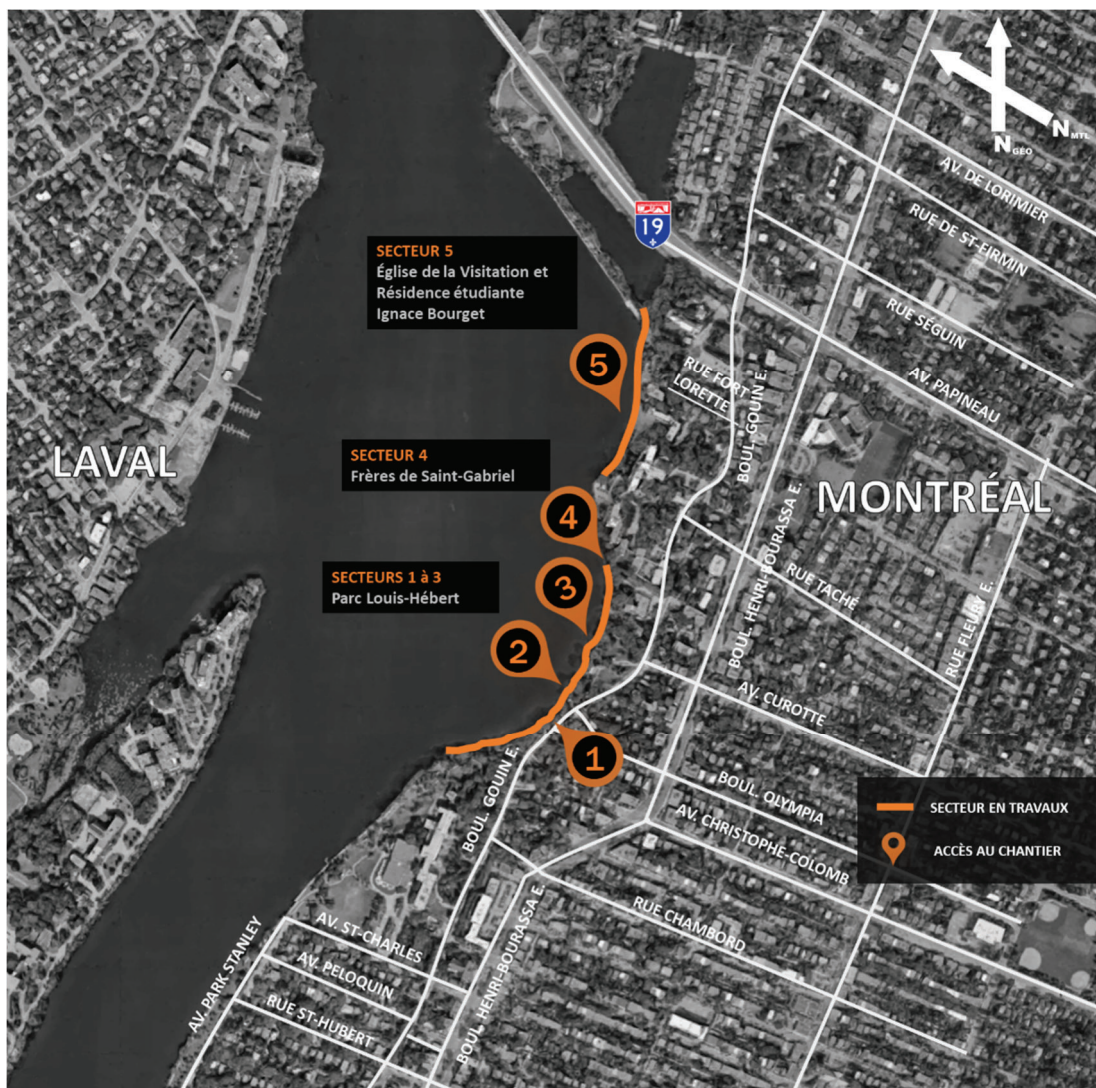 N GÉO
N MTL
AV. DE LORIMIER
RUE DE ST-EIRMIN
19
RUE SÉGUIN
SECTEUR 5
Église de la Visitation et
Résidence étudiante
Ignace Bourget
5
RUE FORT
LORETTE
BOUL. GOUIN E.
AV. PAPINEAU
LAVAL
SECTEUR 4
Frères de Saint-Gabriel
4
MONTRÉAL
BOUL. HENRI-BOURASSA E.
RUE TACHÉ
RUE FLEURY E.
SECTEURS 1 à 3
Parc Louis-Hébert
3
2
1
AV. CUROTTE
BOUL. GOUIN E.
BOUL. OLYMPIA
AV. CHRISTOPHE-COLOMB
SECTEUR EN TRAVAUX
ACCÈS AU CHANTIER
RUE CHAMBORD
BOUL. HENRI-BOURASSA E.
AV. PARK STANLEY
AV. ST-CHARLES
AV. PELOQUIN
RUE ST-HUBERT